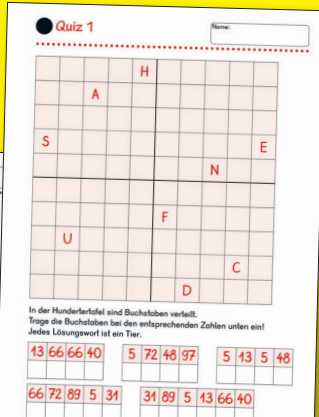 Quiz 1
Name:
H
A
S
E
N
F
U
C
D
In der Hundertertafel sind Buchstaben verteilt.
Trage die Buchstaben bei den entsprechenden Zahlen unten ein!
Jedes Lösungswort ist ein Tier.
13 66 66 40 5 72 48 97 5 13 5 48
66 72 89 5 31 31 89 5 13 66 40